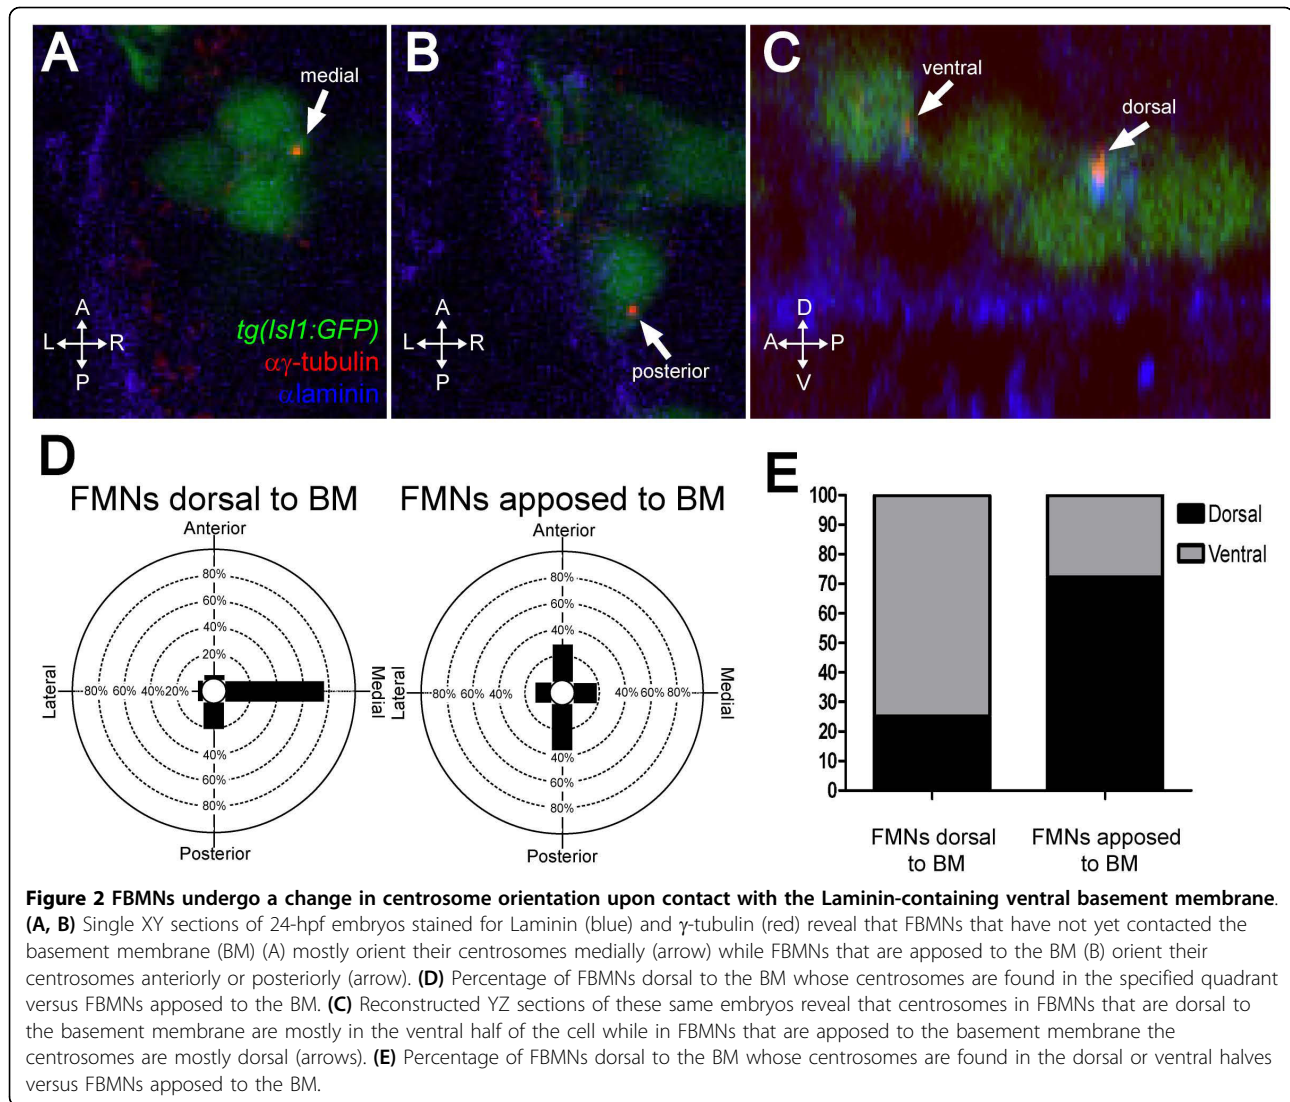 A
medial
A
L R
P
tg(Isl1:GFP)
αγ-tubulin
αlaminin
B
A
L R
P
posterior
C
ventral
dorsal
D
A P
V
D
FMNs dorsal to BM
Anterior
80%
60%
40%
20%
Lateral
80% 60% 40% 20%
Medial
40%
60%
80%
Posterior
FMNs apposed to BM
Anterior
80%
60%
40%
Lateral
80% 60% 40%
40% 60% 80%
Medial
40%
60%
80%
Posterior
E
100
90
80
70
60
50
40
30
20
10
0
Dorsal
Ventral
FMNs dorsal
to BM
FMNs apposed
to BM
Figure 2 FBMNs undergo a change in centrosome orientation upon contact with the Laminin-containing ventral basement membrane.
(A, B) Single XY sections of 24-hpf embryos stained for Laminin (blue) and γ-tubulin (red) reveal that FBMNs that have not yet contacted the
basement membrane (BM) (A) mostly orient their centrosomes medially (arrow) while FBMNs that are apposed to the BM (B) orient their
centrosomes anteriorly or posteriorly (arrow). (D) Percentage of FBMNs dorsal to the BM whose centrosomes are found in the specified quadrant
versus FBMNs apposed to the BM. (C) Reconstructed YZ sections of these same embryos reveal that centrosomes in FBMNs that are dorsal to
the basement membrane are mostly in the ventral half of the cell while in FBMNs that are apposed to the basement membrane the
centrosomes are mostly dorsal (arrows). (E) Percentage of FBMNs dorsal to the BM whose centrosomes are found in the dorsal or ventral halves
versus FBMNs apposed to the BM.